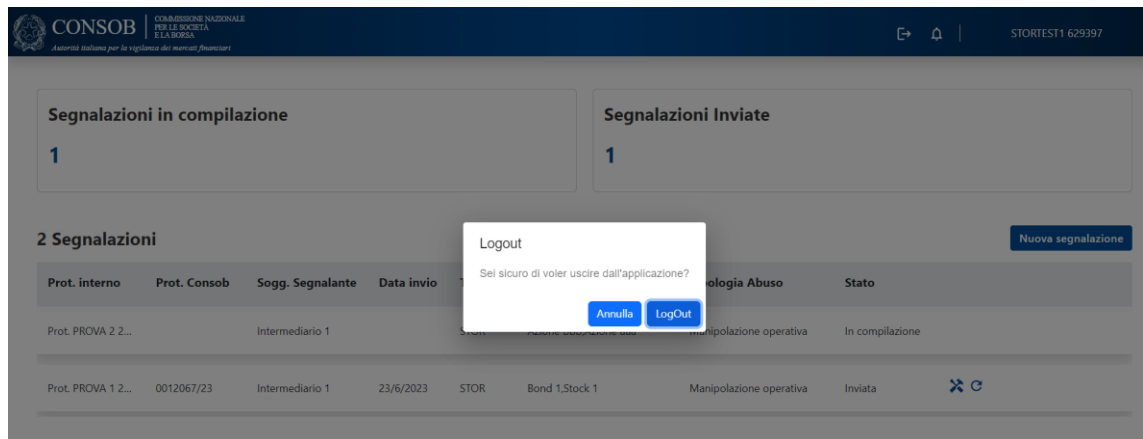 CONSOB
COMMISSIONE NAZIONALE
PER LE SOCIETÀ
E LA BORSA
Autorità italiana per la vigilanza dei mercati finanziari
STORTEST1 629397
Segnalazioni in compilazione
1
Segnalazioni Inviate
1
2 Segnalazioni
Nuova segnalazione
Logout
Sei sicuro di voler uscire dall'applicazione?
Annulla LogOut
Prot. interno Prot. Consob Sogg. Segnalante Data invio Abuso Stato
Prot. PROVA 2 2... Intermediario 1 STOR Manipolazione operativa In compilazione
Prot. PROVA 1 2... 0012067/23 Intermediario 1 23/6/2023 STOR Bond 1,Stock 1 Manipolazione operativa Inviata